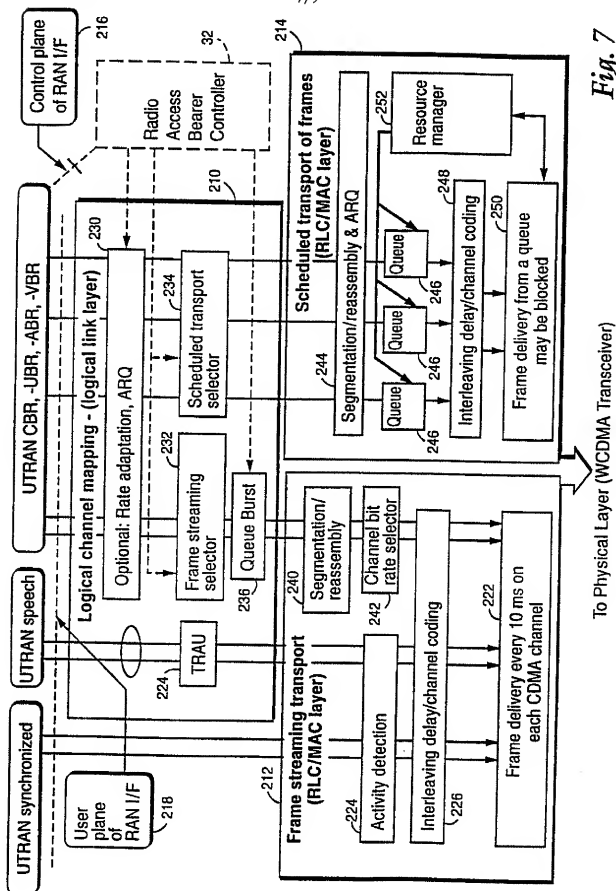 UTRAN synchronized
UTRAN speech
UTRAN CBR, -UBR, -ABR, -VBR
Control plane
of RAN I/F
216
User
plane
of
RAN I/F
218
32
Radio
Access
Bearer
Controller
210
Logical channel mapping - (logical link layer)
230
Optional: Rate adaptation, ARQ
224
TRAU
232
Frame streaming
selector
234
Scheduled transport
selector
236
Queue Burst
212
Frame streaming transport
(RLC/MAC layer)
224
Activity detection
240
Segmentation/
reassembly
242
Channel bit
rate selector
Interleaving delay/channel coding
226
222
Frame delivery every 10 ms on
each CDMA channel
214
Scheduled transport of frames
(RLC/MAC layer)
244
Segmentation/reassembly & ARQ
252
Resource
manager
Queue
246
Queue
246
Queue
246
248
Interleaving delay/channel coding
250
Frame delivery from a queue
may be blocked
To Physical Layer (WCDMA Transceiver)
Fig. 7